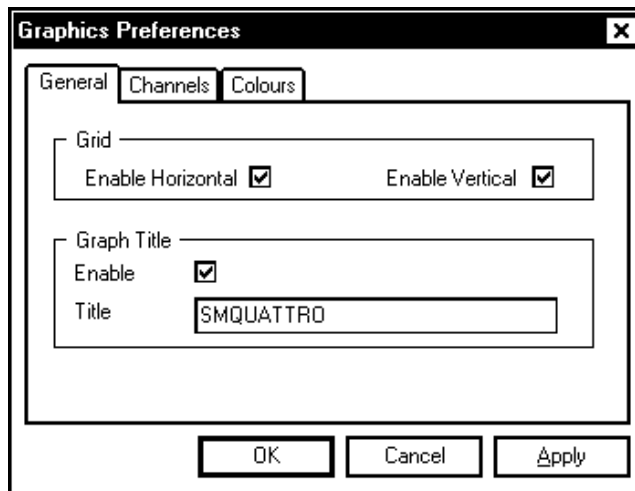 Graphics Preferences
General Channels Colours
Grid
Enable Horizontal Enable Vertical
Graph Title
Enable
Title SMQUATTRO
OK Cancel Apply